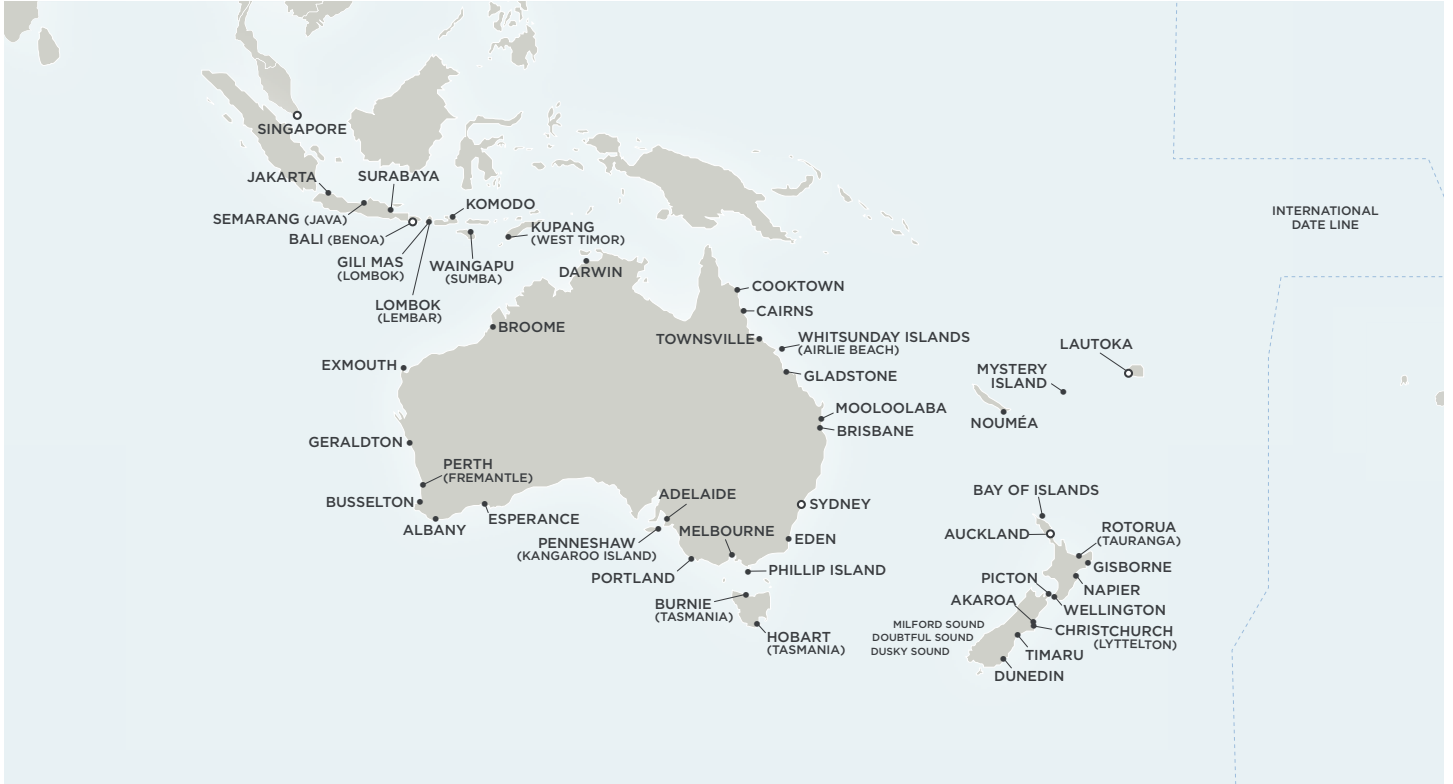 SINGAPORE
JAKARTA
SURABAYA
SEMARANG (JAVA)
BALI (BENOA)
KOMODO
GILI MAS
(LOMBOK)
LOMBOK
(LEMBAR)
WAINGAPU
(SUMBA)
KUPANG
(WEST TIMOR)
INTERNATIONAL
DATE LINE
DARWIN
COOKTOWN
CAIRNS
BROOME
TOWNSVILLE
WHITSUNDAY ISLANDS
(AIRLIE BEACH)
LAUTOKA
EXMOUTH
GLADSTONE
MYSTERY
ISLAND
MOOLOOLABA
NOUMÉA
BRISBANE
GERALDTON
PERTH
(FREMANTLE)
BUSSELTON
ALBANY
ESPERANCE
ADELAIDE
SYDNEY
MELBOURNE
EDEN
PENNESHAW
(KANGAROO ISLAND)
PORTLAND
PHILLIP ISLAND
BURNIE
(TASMANIA)
HOBART
(TASMANIA)
BAY OF ISLANDS
AUCKLAND
ROTORUA
(TAURANGA)
GISBORNE
PICTON
NAPIER
AKAROA
WELLINGTON
MILFORD SOUND
DOUBTFUL SOUND
DUSKY SOUND
CHRISTCHURCH
(LYTTELTON)
TIMARU
DUNEDIN